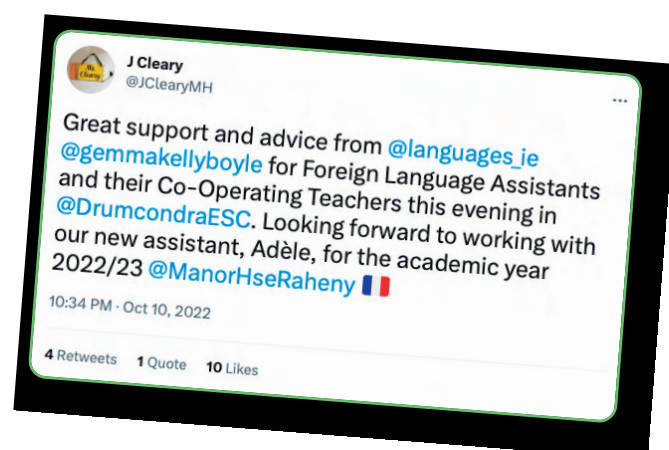 J Cleary
@JClearyMH
Great support and advice from @languages_ie
@gemmakellyboyle for Foreign Language Assistants
and their Co-Operating Teachers this evening in
@DrumcondraESC. Looking forward to working with
our new assistant, Adèle, for the academic year
2022/23 @ManorHseRaheny 🇫🇷
10:34 PM · Oct 10, 2022
4 Retweets 1 Quote 10 Likes